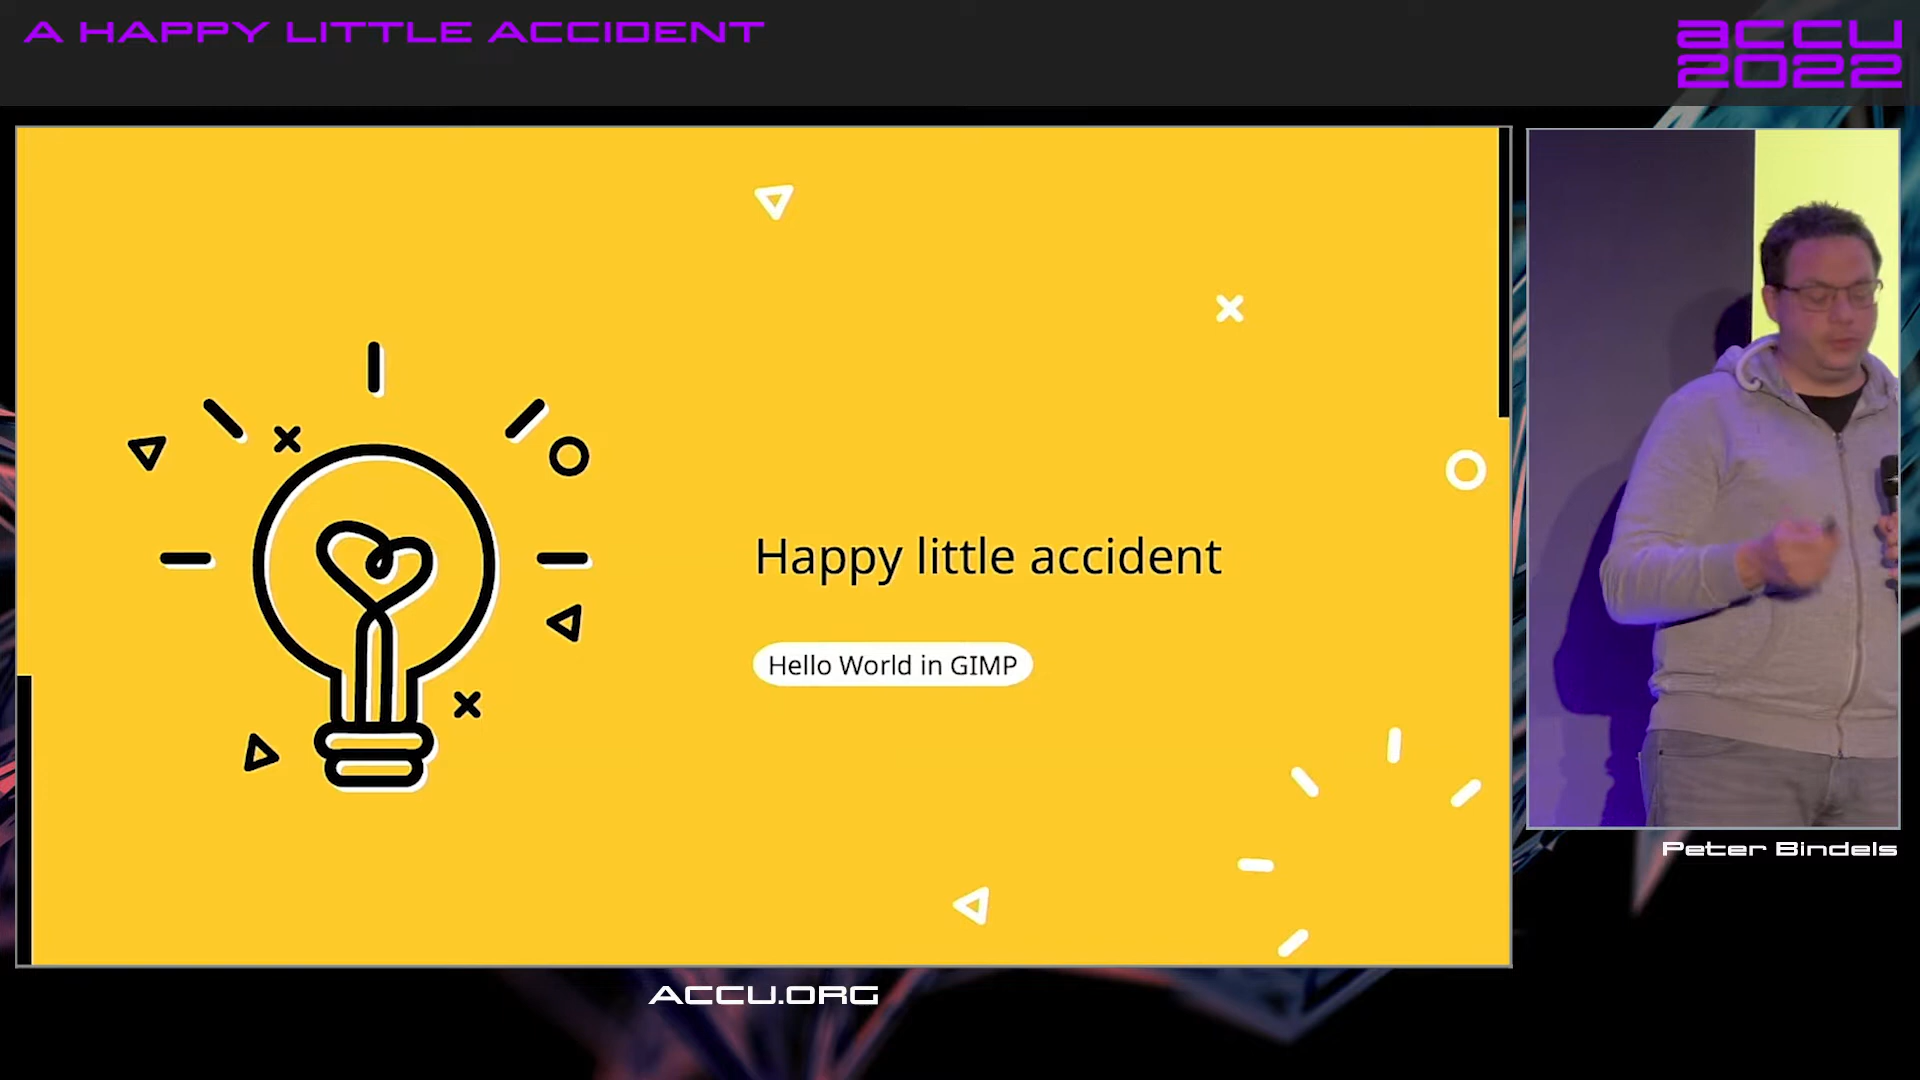 A HAPPY LITTLE ACCIDENT
accu
2022
Happy little accident
Hello World in GIMP
Peter Bindels
ACCU.ORG